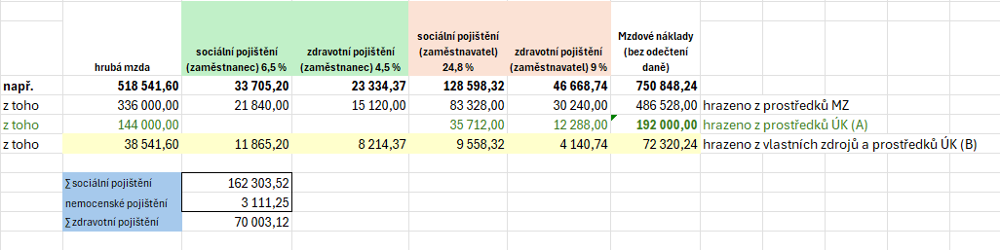 hrubá mzda	sociální pojištění (zaměstnanec) 6,5 %	zdravotní pojištění (zaměstnanec) 4,5 %	sociální pojištění (zaměstnavatel) 24,8 %	zdravotní pojištění (zaměstnavatel) 9 %	Mzdové náklady (bez odečtení daně)
např.	518 541,60	33 705,20	23 334,37	128 598,32	46 668,74	750 848,24
z toho	336 000,00	21 840,00	15 120,00	83 328,00	30 240,00	486 528,00	hrazeno z prostředků MZ
z toho	144 000,00	35 712,00	12 288,00	192 000,00	hrazeno z prostředků ÚK (A)
z toho	38 541,60	11 865,20	8 214,37	9 558,32	4 140,74	72 320,24	hrazeno z vlastních zdrojů a prostředků ÚK (B)
∑sociální pojištění	162 303,52
nemocenské pojištění	3 111,25
∑zdravotní pojištění	70 003,12